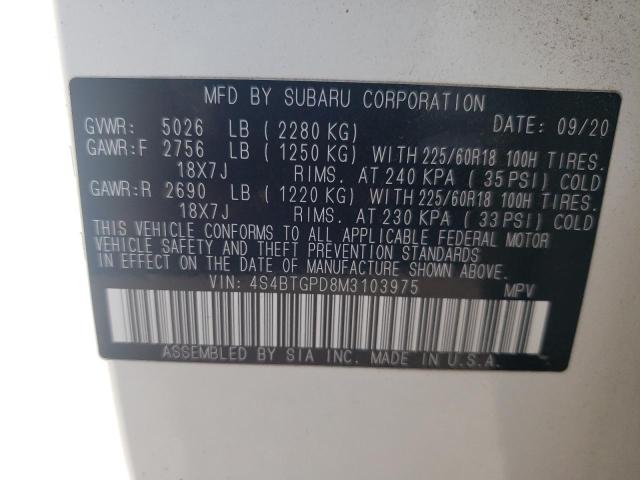 MFD BY SUBARU CORPORATION
GVWR: 5026 LB (2280 KG) DATE: 09/20
GAWR:F 2756 LB (1250 KG) WITH 225/60R18 100H TIRES.
18X7J RIMS. AT 240 KPA (35 PSI) COLD
GAWR:R 2690 LB (1220 KG) WITH 225/60R18 100H TIRES.
18X7J RIMS. AT 230 KPA (33 PSI) COLD
THIS VEHICLE CONFORMS TO ALL APPLICABLE FEDERAL MOTOR
VEHICLE SAFETY AND THEFT PREVENTION STANDARDS
IN EFFECT ON THE DATE OF MANUFACTURE SHOWN ABOVE.
VIN: 4S4BTGPD8M3103975 MPV
ASSEMBLED BY SIA INC. MADE IN U.S.A.